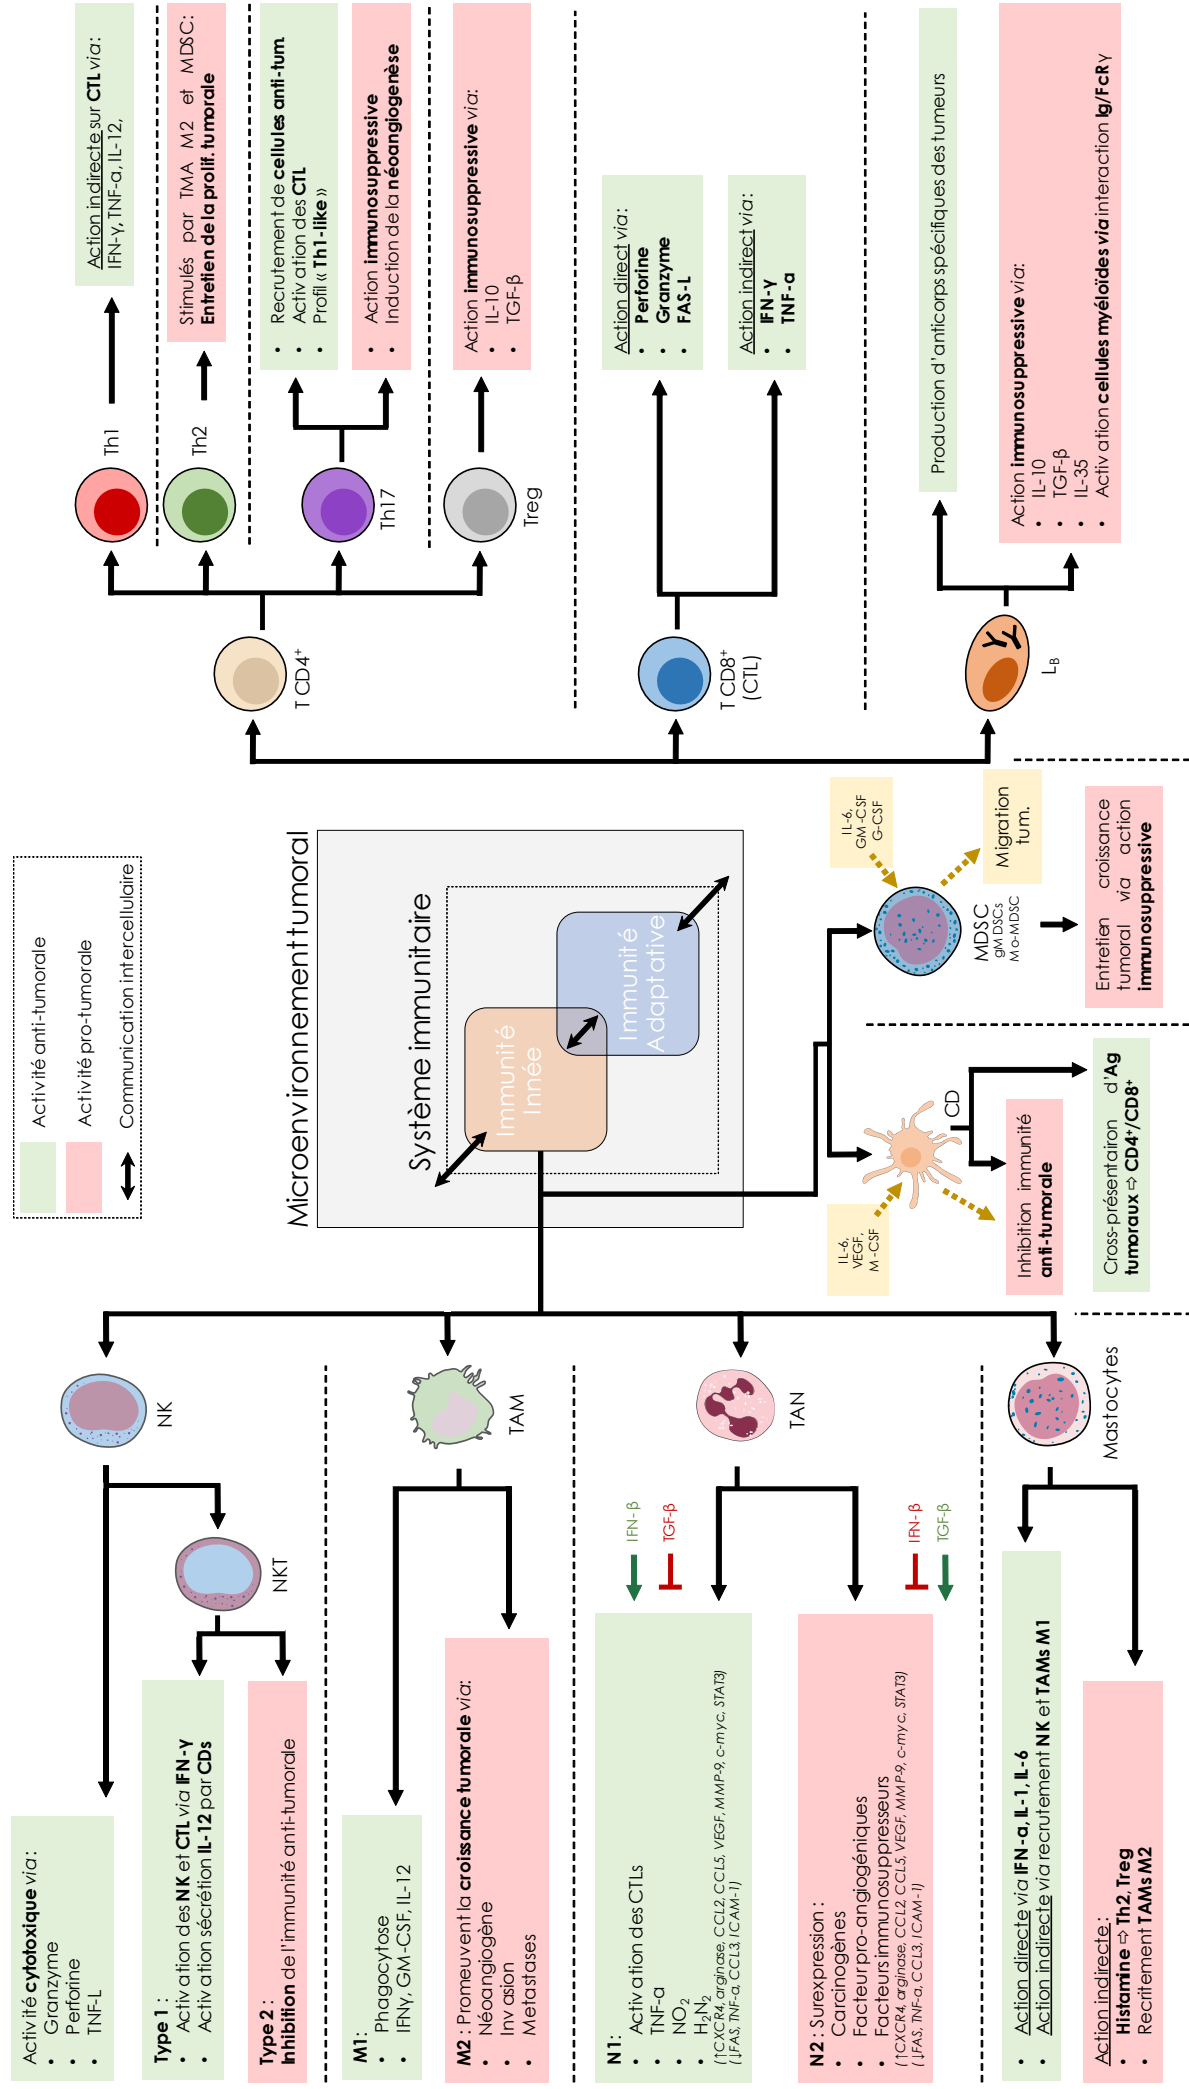 Activité cytotoxique via :
• Granzyme
• Perforine
• TNF-L
NK
Type 1 :
• Activation des NK et CTL via IFN-γ
• Activation sécrétion IL-12 par CDs
Type 2 :
Inhibition de l'immunité anti-tumorale
NKT
M1:
• Phagocytose
• IFNγ, GM-CSF, IL-12
M2 : Promeuvent la croissance tumorale via:
• Néoangiogène
• Invasion
• Metastases
TAM
N1:
• Activation des CTLs
• TNF-α
• NO2
• H2N2
(↑CXCR4, arginase, CCL2, CCL5, VEGF, MMP-9, c-myc, STAT3)
(↓FAS, TNF-α, CCL3, ICAM-1)
IFN-β
TGF-β
N2 : Surexpression :
• Carcinogènes
• Facteur pro-angiogéniques
• Facteurs immunosuppresseurs
(↑CXCR4, arginase, CCL2, CCL5, VEGF, MMP-9, c-myc, STAT3)
(↓FAS, TNF-α, CCL3, ICAM-1)
IFN-β
TGF-β
TAN
• Action directe via IFN-α, IL-1, IL-6
• Action indirecte via recrutement NK et TAMs M1
Action indirecte :
• Histamine ⇨ Th2, Treg
• Recritement TAMs M2
Mastocytes
Activité anti-tumorale
Activité pro-tumorale
Communication intercellulaire
Microenvironnement tumoral
Système immunitaire
Immunité
Innée
Immunité
Adaptative
IL-6,
VEGF,
M-CSF
CD
Inhibition immunité
anti-tumorale
Cross-présentairon d'Ag
tumoraux ⇨ CD4+/CD8+
IL-6,
GM-CSF
G-CSF
MDSC
gMDSCs
Mo-MDSC
Migration
tum.
Entretien croissance
tumoral via action
immunosuppressive
T CD4+
Th1
Action indirecte sur CTL via:
IFN-γ, TNF-α, IL-12,
Th2
Stimulés par TMA M2 et MDSC:
Entretien de la prolif. tumorale
Th17
• Recrutement de cellules anti-tum.
• Activation des CTL
• Profil « Th1-like »
• Action immunosuppressive
• Induction de la néoangiogenèse
Treg
Action immunosuppressive via:
• IL-10
• TGF-β
T CD8+
(CTL)
Action direct via:
• Perforine
• Granzyme
• FAS-L
Action indirect via:
• IFN-γ
• TNF-α
LB
Production d'anticorps spécifiques des tumeurs
Action immunosuppressive via:
• IL-10
• TGF-β
• IL-35
• Activation cellules myéloïdes via interaction Ig/FcRγ